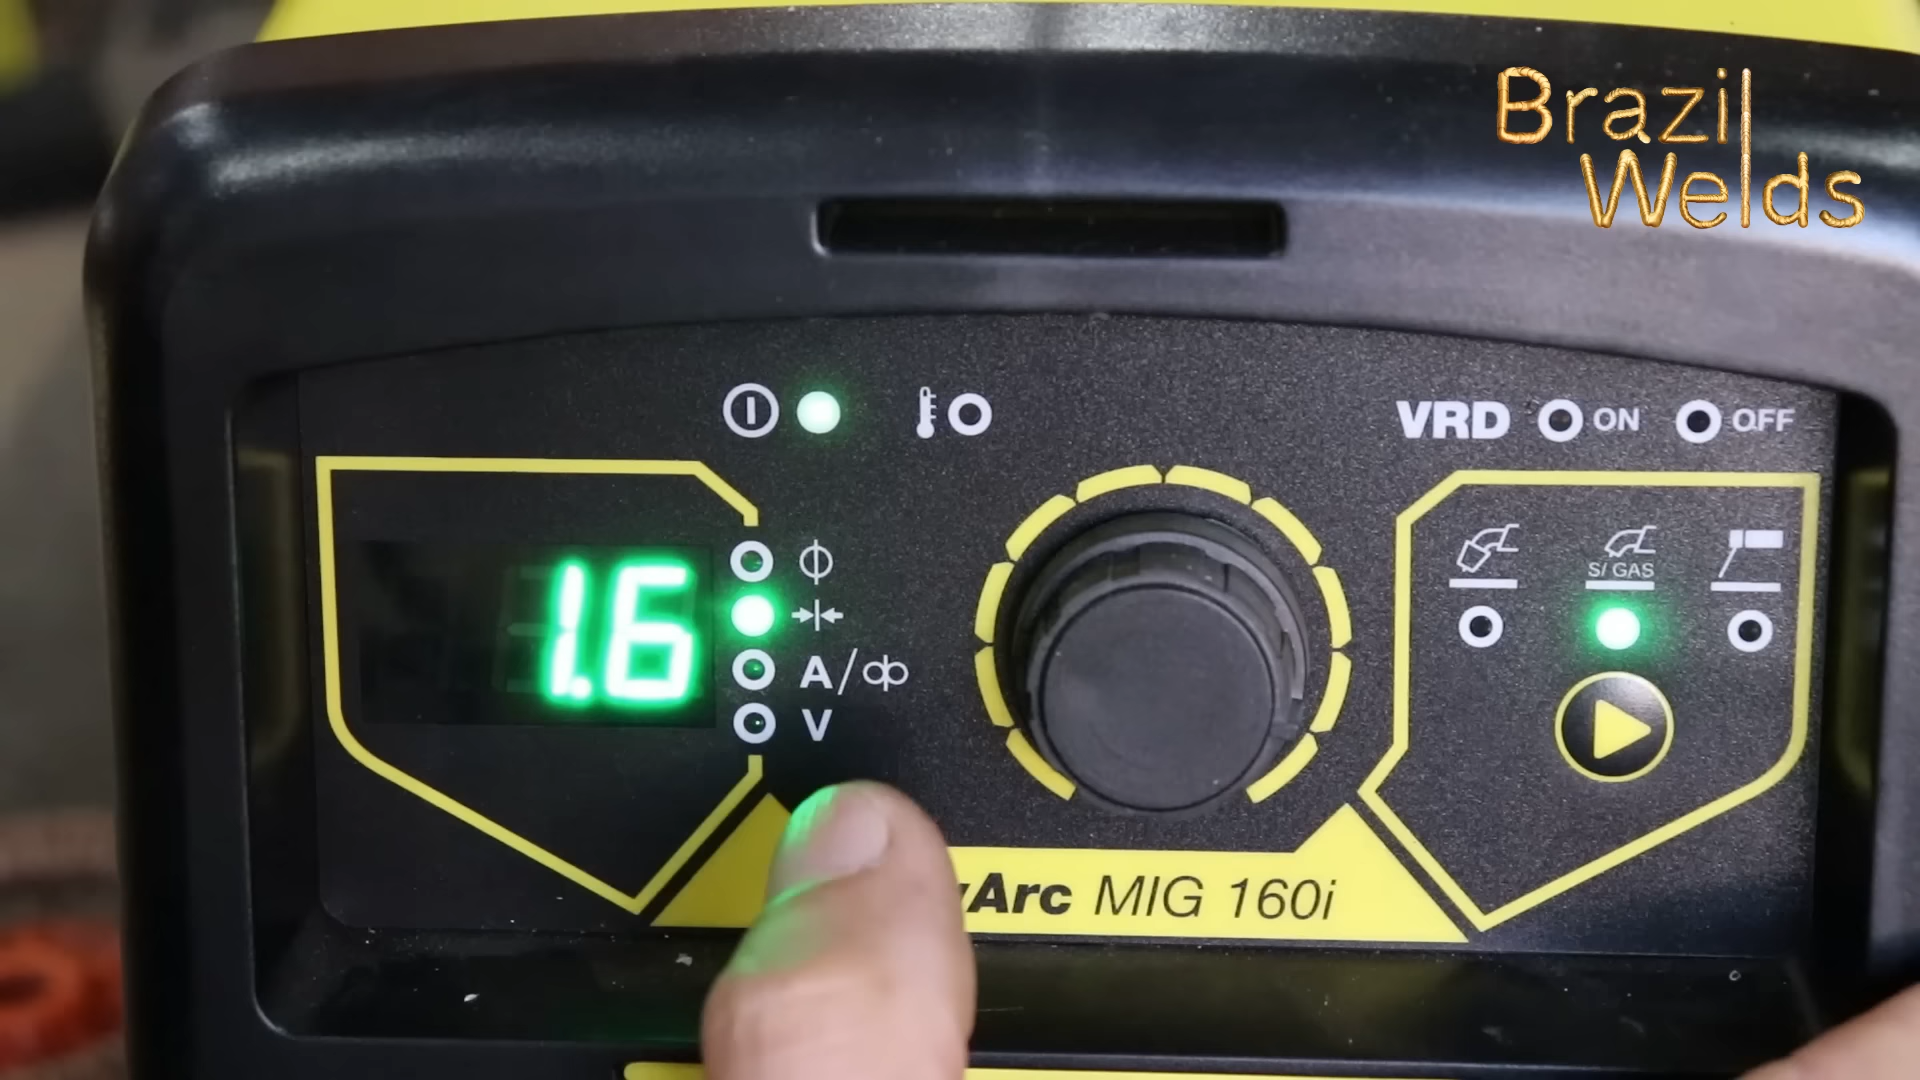 Brazil
Welds
VRD ON OFF
1.6
S/ GAS
A/
V
Arc MIG 160i